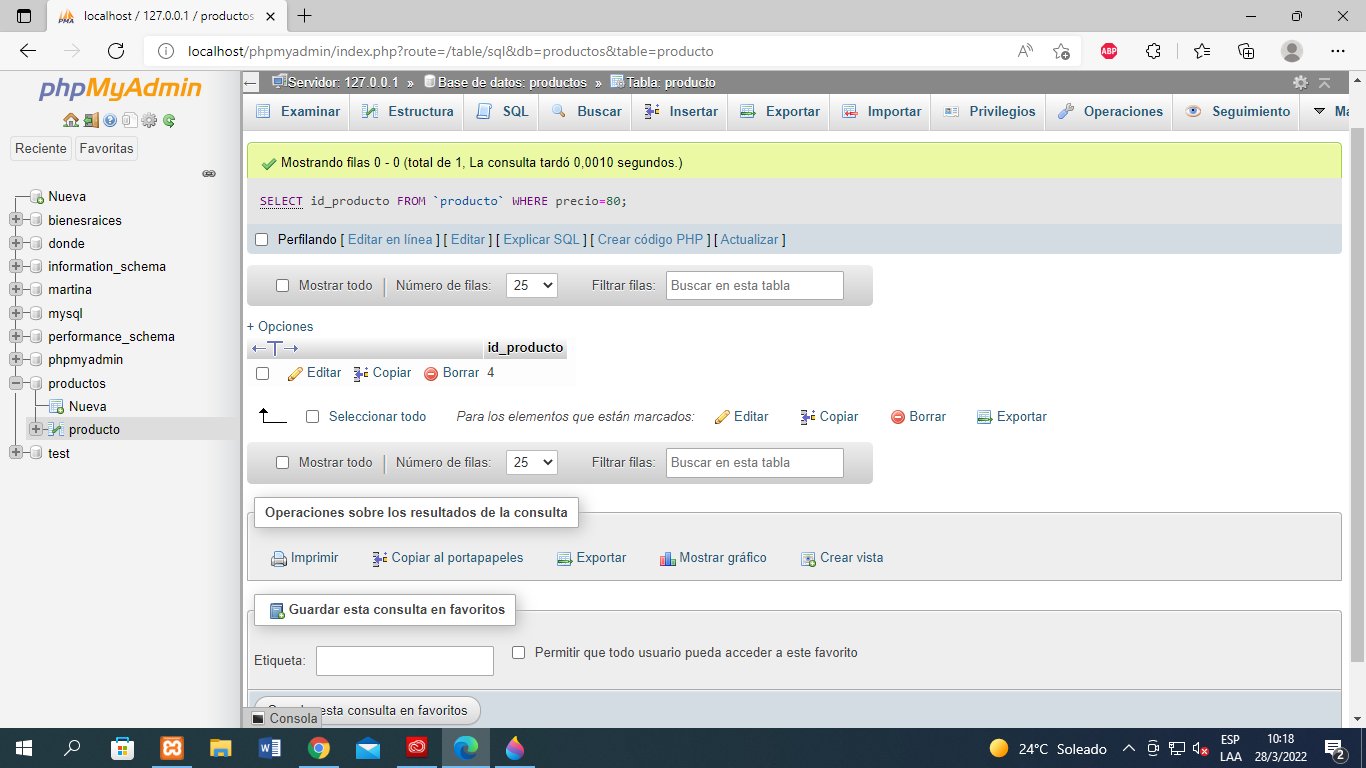 localhost / 127.0.0.1 / productos
localhost/phpmyadmin/index.php?route=/table/sql&db=productos&table=producto
ABP
phpMyAdmin
Reciente Favoritas
Nueva
bienesraices
donde
information_schema
martina
mysql
performance_schema
phpmyadmin
productos
Nueva
producto
test
Servidor: 127.0.0.1 » Base de datos: productos » Tabla: producto
Examinar Estructura SQL Buscar Insertar Exportar Importar Privilegios Operaciones Seguimiento Ma
Mostrando filas 0 - 0 (total de 1, La consulta tardó 0,0010 segundos.)
SELECT id_producto FROM `producto` WHERE precio=80;
Perfilando [ Editar en línea ] [ Editar ] [ Explicar SQL ] [ Crear código PHP ] [ Actualizar ]
Mostrar todo Número de filas: 25 Filtrar filas: Buscar en esta tabla
+ Opciones
←T→ id_producto
Editar Copiar Borrar 4
Seleccionar todo Para los elementos que están marcados: Editar Copiar Borrar Exportar
Mostrar todo Número de filas: 25 Filtrar filas: Buscar en esta tabla
Operaciones sobre los resultados de la consulta
Imprimir Copiar al portapapeles Exportar Mostrar gráfico Crear vista
Guardar esta consulta en favoritos
Etiqueta: Permitir que todo usuario pueda acceder a este favorito
esta consulta en favoritos
Consola
24°C Soleado
ESP
LAA
10:18
28/3/2022
2